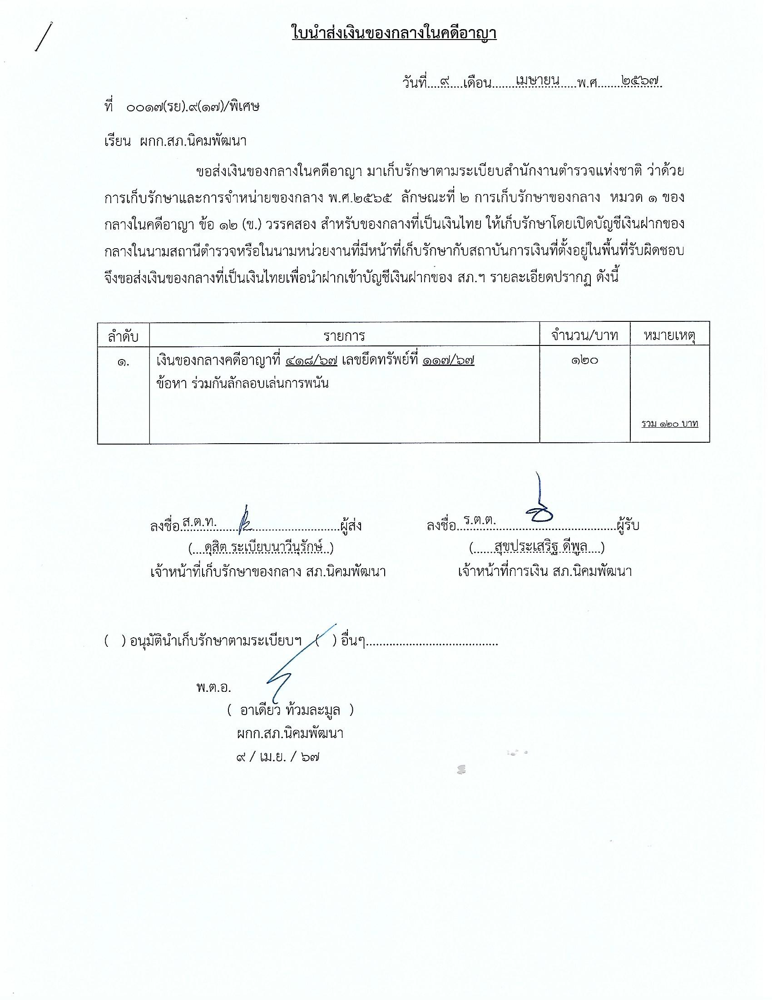 ใบนำส่งเงินของกลางในคดีอาญา
วันที่....๙....เดือน.......เมษายน.....พ.ศ.......๒๕๖๗.
ที่ ๐๐๑๗(รย).๙(๑๗)/พิเศษ
เรียน ผกก.สภ.นิคมพัฒนา
ขอส่งเงินของกลางในคดีอาญา มาเก็บรักษาตามระเบียบสำนักงานตำรวจแห่งชาติ ว่าด้วย
การเก็บรักษาและการจำหน่ายของกลาง พ.ศ.๒๕๖๕ ลักษณะที่ ๒ การเก็บรักษาของกลาง หมวด ๑ ของ
กลางในคดีอาญา ข้อ ๑๒ (ข.) วรรคสอง สำหรับของกลางที่เป็นเงินไทย ให้เก็บรักษาโดยเปิดบัญชีเงินฝากของ
กลางในนามสถานีตำรวจหรือในนามหน่วยงานที่มีหน้าที่เก็บรักษากับสถาบันการเงินที่ตั้งอยู่ในพื้นที่รับผิดชอบ
จึงขอส่งเงินของกลางที่เป็นเงินไทยเพื่อนำฝากเข้าบัญชีเงินฝากของ สภ.ฯ รายละเอียดปรากฏ ดังนี้
ลำดับ รายการ จำนวน/บาท หมายเหตุ
๑. เงินของกลางคดีอาญาที่ ๔๑๘/๖๗ เลขยึดทรัพย์ที่ ๑๑๗/๖๗ ๑๒๐
ข้อหา ร่วมกันลักลอบเล่นการพนัน
รวม ๑๒๐ บาท
ลงชื่อ ส.ต.ท. ผู้ส่ง ลงชื่อ ร.ต.ต. ผู้รับ
(....ดุสิต ระเบียบนาวีนุรักษ์..) (......สุขประเสริฐ ดีพูล....)
เจ้าหน้าที่เก็บรักษาของกลาง สภ.นิคมพัฒนา เจ้าหน้าที่การเงิน สภ.นิคมพัฒนา
( ) อนุมัตินำเก็บรักษาตามระเบียบฯ ( ) อื่นๆ.......................................
พ.ต.อ.
( อาเดียว ท้วมละมูล )
ผกก.สภ.นิคมพัฒนา
๙ / เม.ย. / ๖๗